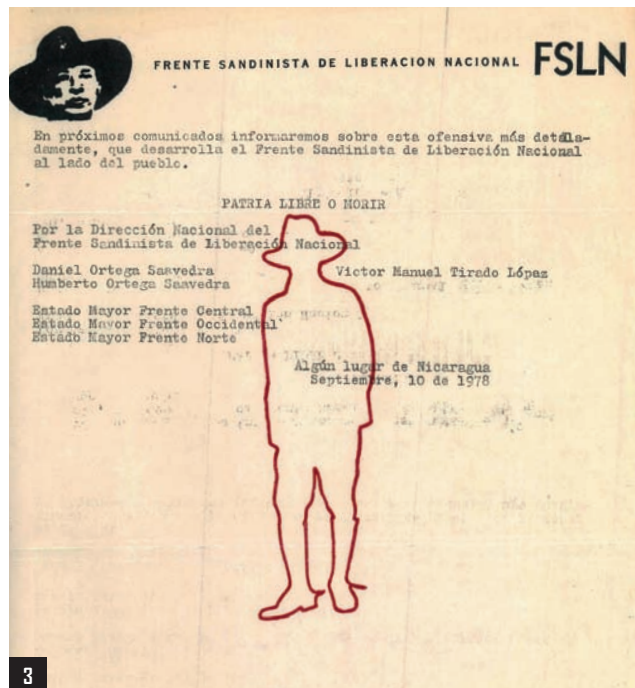 FRENTE SANDINISTA DE LIBERACION NACIONAL FSLN
En próximos comunicados informaremos sobre esta ofensiva más detalla-
damente, que desarrolla el Frente Sandinista de Liberación Nacional
al lado del pueblo.
PATRIA LIBRE O MORIR
Por la Dirección Nacional del
Frente Sandinista de Liberación Nacional
Daniel Ortega Saavedra Victor Manuel Tirado López
Humberto Ortega Saavedra
Estado Mayor Frente Central
Estado Mayor Frente Occidental
Estado Mayor Frente Norte
Algún lugar de Nicaragua
Septiembre, 10 de 1978
3